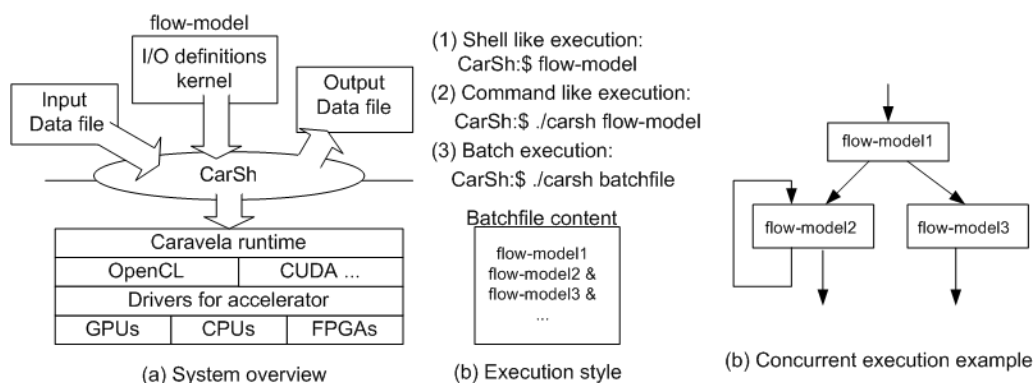 flow-model
I/O definitions
kernel
Input
Data file
Output
Data file
CarSh
Caravela runtime
OpenCL
CUDA ...
Drivers for accelerator
GPUs
CPUs
FPGAs
(a) System overview
(1) Shell like execution:
CarSh:$ flow-model
(2) Command like execution:
CarSh:$ ./carsh flow-model
(3) Batch execution:
CarSh:$ ./carsh batchfile
Batchfile content
flow-model1
flow-model2 &
flow-model3 &
...
(b) Execution style
flow-model1
flow-model2
flow-model3
(b) Concurrent execution example